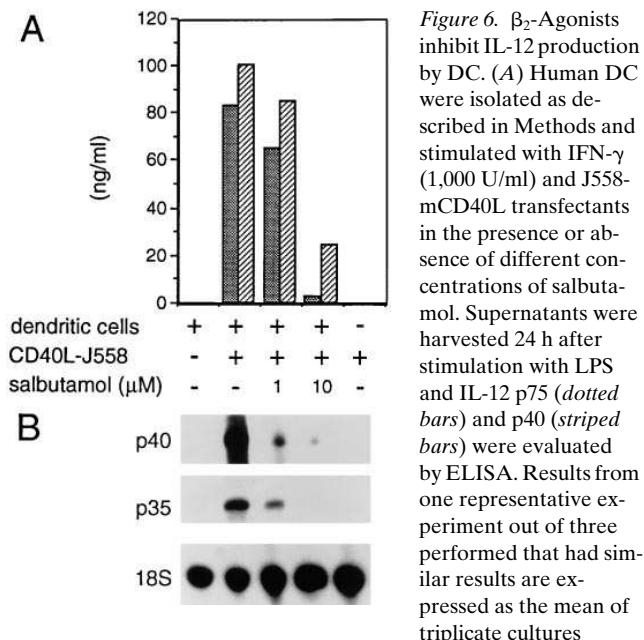 A
120
100
80
60
40
20
0
(ng/ml)
dendritic cells + + + + -
CD40L-J558 - + + + +
salbutamol (μM) - - 1 10 -
B
p40
p35
18S
Figure 6. β2-Agonists
inhibit IL-12 production
by DC. (A) Human DC
were isolated as de-
scribed in Methods and
stimulated with IFN-γ
(1,000 U/ml) and J558-
mCD40L transfectants
in the presence or ab-
sence of different con-
centrations of salbuta-
mol. Supernatants were
harvested 24 h after
stimulation with LPS
and IL-12 p75 (dotted
bars) and p40 (striped
bars) were evaluated
by ELISA. Results from
one representative ex-
periment out of three
performed that had sim-
ilar results are ex-
pressed as the mean of
triplicate cultures